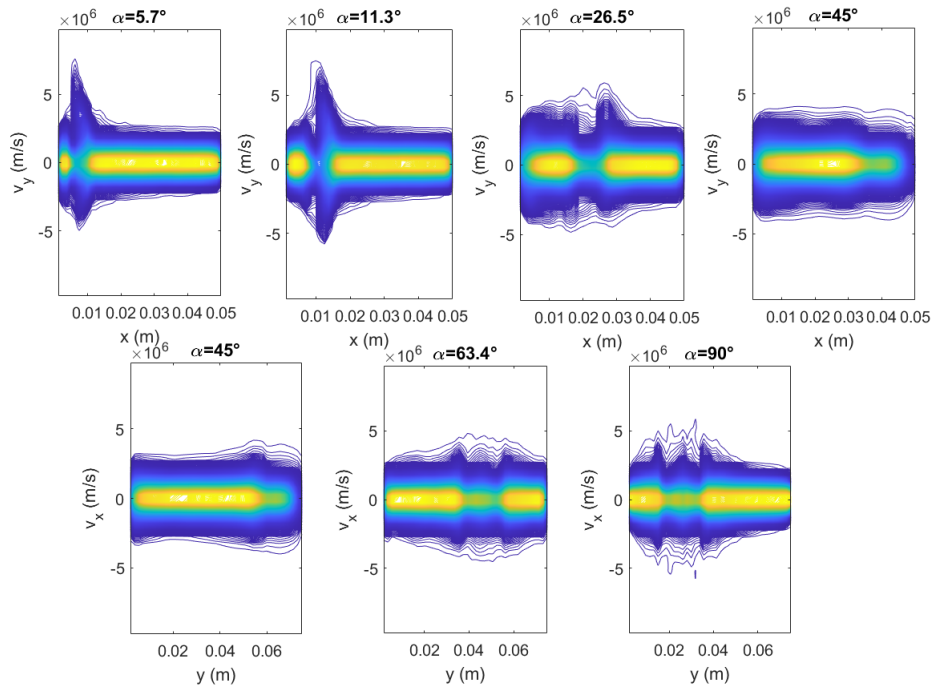 ×10⁶ α=5.7° ×10⁶ α=11.3° ×10⁶ α=26.5° ×10⁶ α=45°
5 5 5 5
v_y (m/s) v_y (m/s) v_y (m/s) v_y (m/s)
0 0 0 0
-5 -5 -5 -5
0.01 0.02 0.03 0.04 0.05 0.01 0.02 0.03 0.04 0.05 0.01 0.02 0.03 0.04 0.05 0.01 0.02 0.03 0.04 0.05
x (m) x (m) x (m) x (m)
×10⁶ α=45° ×10⁶ α=63.4° ×10⁶ α=90°
5 5 5
v_x (m/s) v_x (m/s) v_x (m/s)
0 0 0
-5 -5 -5
0.02 0.04 0.06 0.02 0.04 0.06 0.02 0.04 0.06
y (m) y (m) y (m)